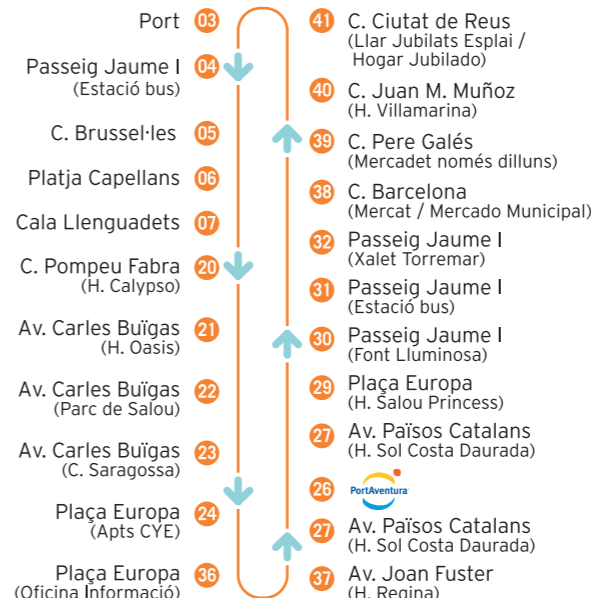 Port 03
Passeig Jaume I 04
(Estació bus)
C. Brussel·les 05
Platja Capellans 06
Cala Llenguadets 07
C. Pompeu Fabra 20
(H. Calypso)
Av. Carles Buïgas 21
(H. Oasis)
Av. Carles Buïgas 22
(Parc de Salou)
Av. Carles Buïgas 23
(C. Saragossa)
Plaça Europa 24
(Apts CYE)
Plaça Europa 36
(Oficina Informació)
41 C. Ciutat de Reus
(Llar Jubilats Esplai /
Hogar Jubilado)
40 C. Juan M. Muñoz
(H. Villamarina)
39 C. Pere Galés
(Mercadet només dilluns)
38 C. Barcelona
(Mercat / Mercado Municipal)
32 Passeig Jaume I
(Xalet Torremar)
31 Passeig Jaume I
(Estació bus)
30 Passeig Jaume I
(Font Lluminosa)
29 Plaça Europa
(H. Salou Princess)
27 Av. Països Catalans
(H. Sol Costa Daurada)
26 PortAventura
27 Av. Països Catalans
(H. Sol Costa Daurada)
37 Av. Joan Fuster
(H. Regina)